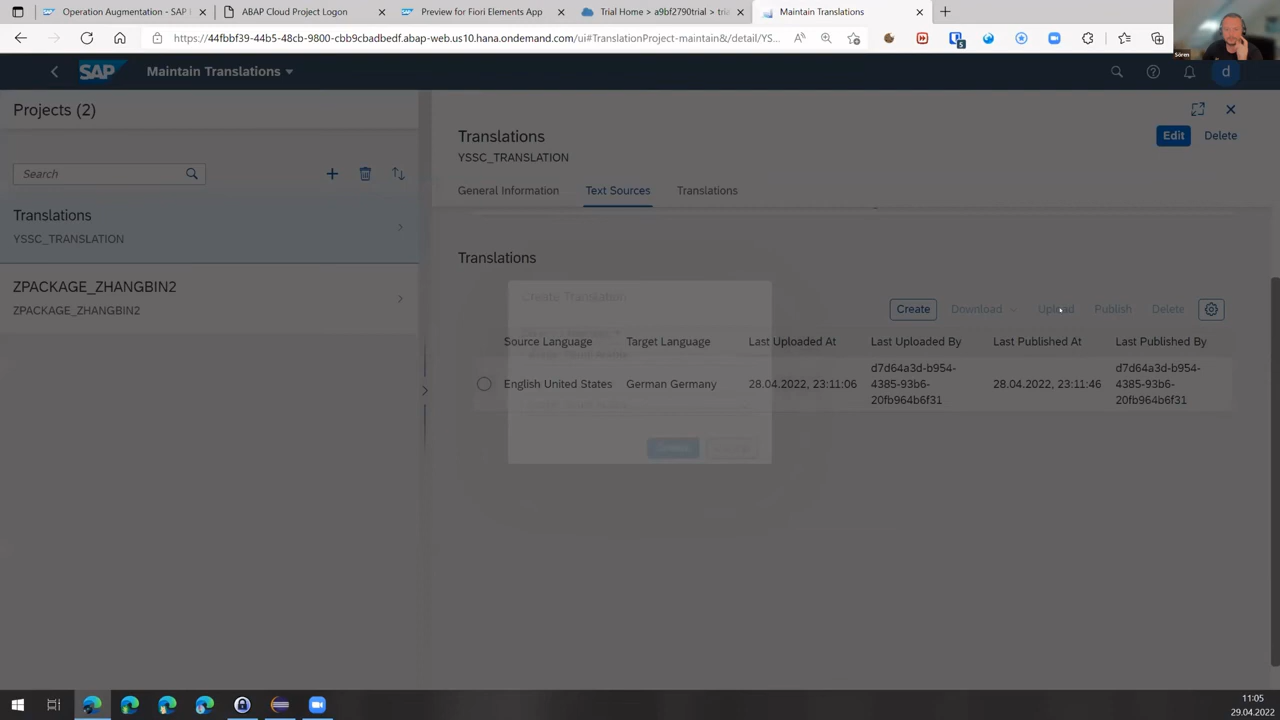 Operation Augmentation - SAP
ABAP Cloud Project Logon
Preview for Fiori Elements App
Trial Home > a9bf2790trial > tria
Maintain Translations
https://44fbbf39-44b5-48cb-9800-cbb9cbadbedf.abap-web.us10.hana.ondemand.com/ui#TranslationProject-maintain&/detail/YS...
5
Sören
SAP
Maintain Translations
d
Projects (2)
Search
Translations
YSSC_TRANSLATION
ZPACKAGE_ZHANGBIN2
ZPACKAGE_ZHANGBIN2
Translations
YSSC_TRANSLATION
Edit
Delete
General Information
Text Sources
Translations
Translations
Create Translation
Create
Download
Upload
Publish
Delete
Source Language
Target Language
Last Uploaded At
Last Uploaded By
Last Published At
Last Published By
English United States
German Germany
28.04.2022, 23:11:06
d7d64a3d-b954-
4385-93b6-
20fb964b6f31
28.04.2022, 23:11:46
d7d64a3d-b954-
4385-93b6-
20fb964b6f31
11:05
29.04.2022